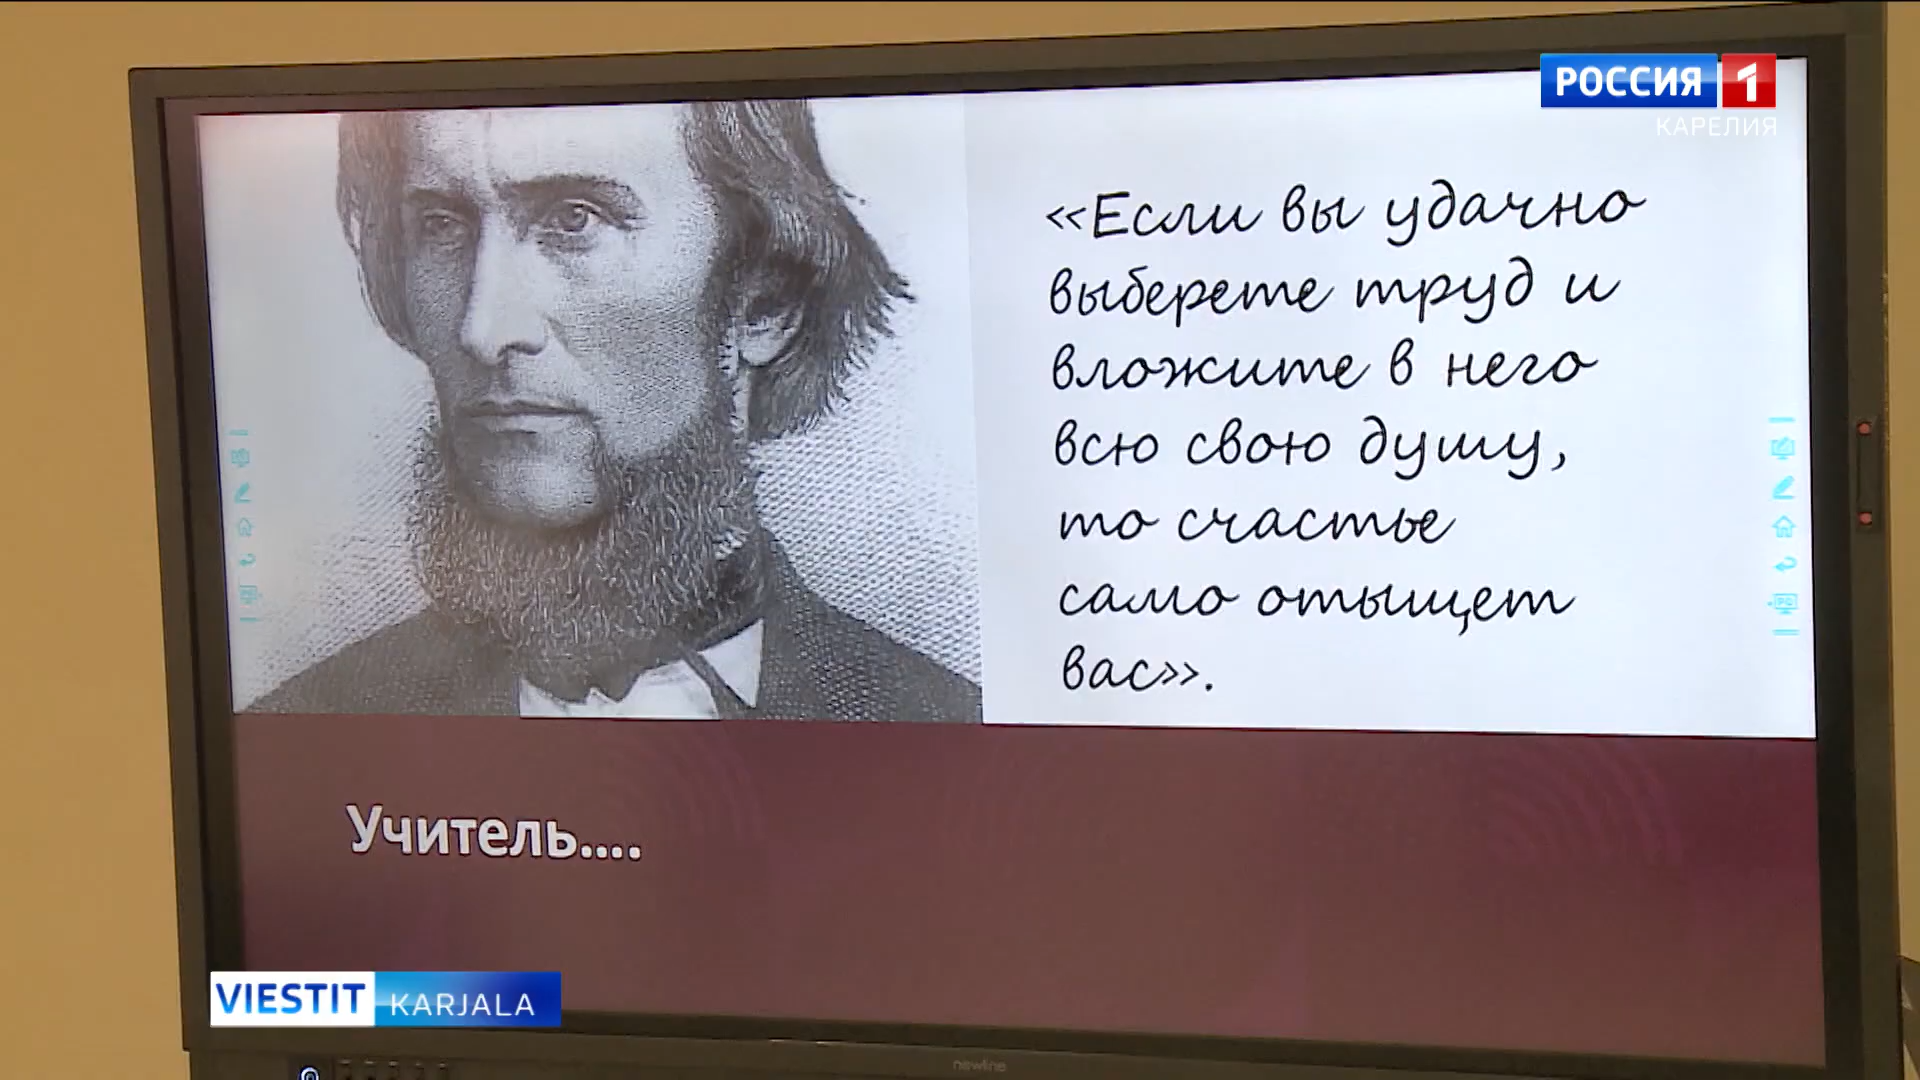 РОССИЯ 1
КАРЕЛИЯ
«Если вы удачно
выберете труд и
вложите в него
всю свою душу,
то счастье
само отыщет
вас».
Учитель....
VIESTIT KARJALA
newline